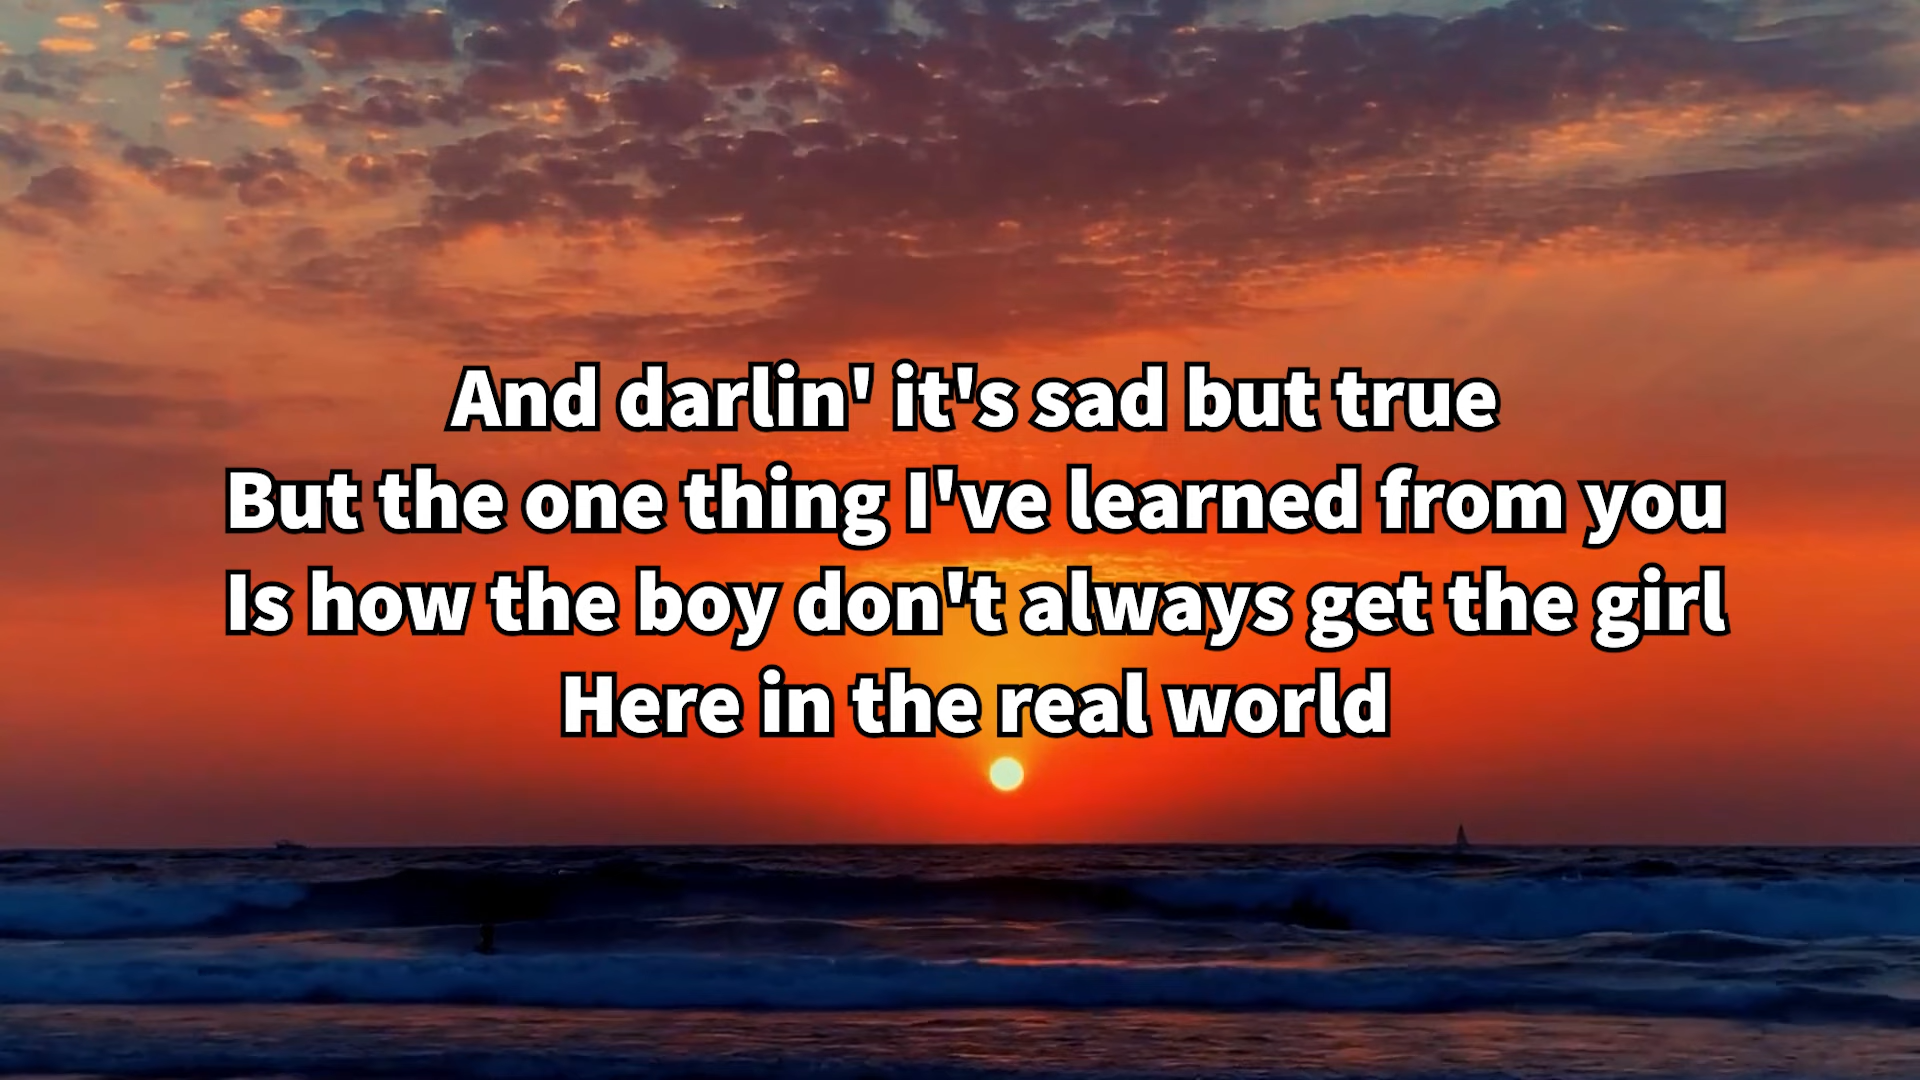 And darlin' it's sad but true
But the one thing I've learned from you
Is how the boy don't always get the girl
Here in the real world